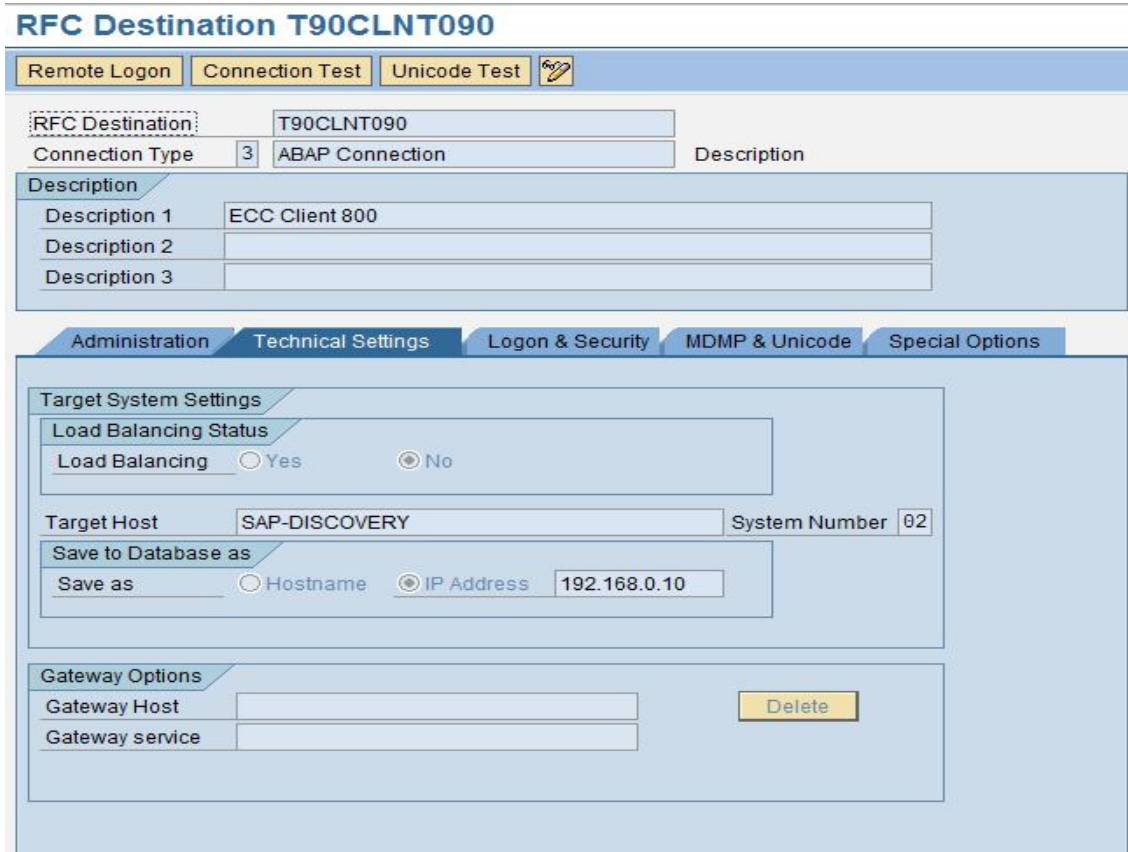 RFC Destination T90CLNT090
Remote Logon Connection Test Unicode Test
RFC Destination T90CLNT090
Connection Type 3 ABAP Connection Description
Description
Description 1 ECC Client 800
Description 2
Description 3
Administration Technical Settings Logon & Security MDMP & Unicode Special Options
Target System Settings
Load Balancing Status
Load Balancing Yes No
Target Host SAP-DISCOVERY System Number 02
Save to Database as
Save as Hostname IP Address 192.168.0.10
Gateway Options
Gateway Host Delete
Gateway service